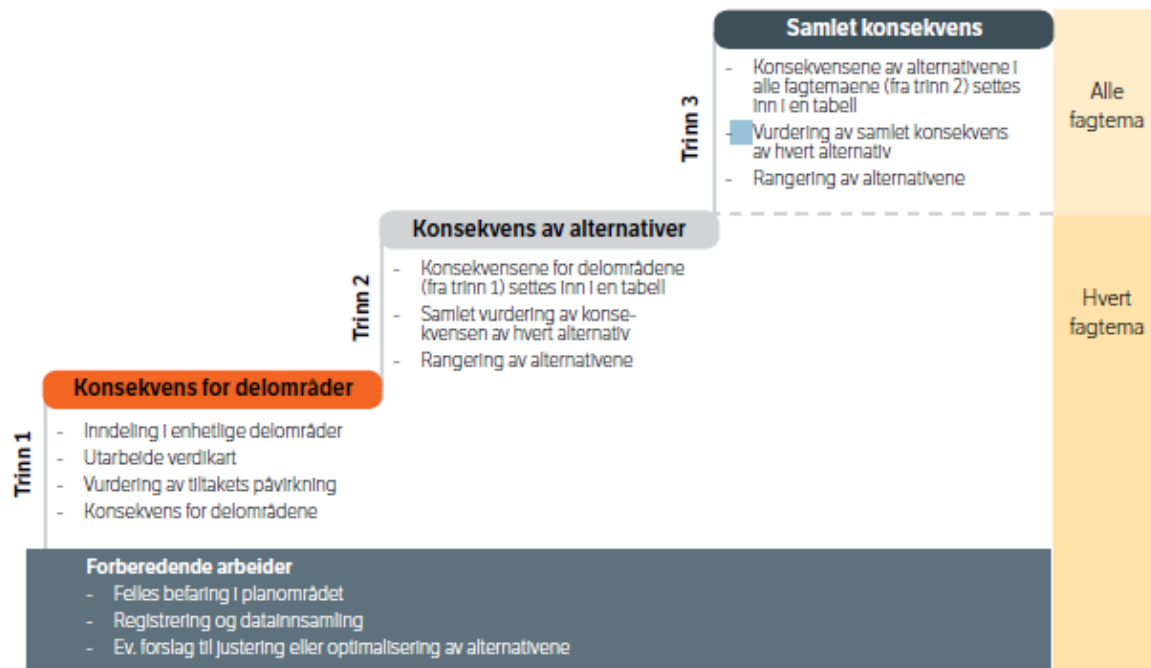 Samlet konsekvens
- Konsekvensene av alternativene i
alle fagtemaene (fra trinn 2) settes
inn i en tabell
- Vurdering av samlet konsekvens
av hvert alternativ
- Rangering av alternativene
Trinn 3
Alle
fagtema
Konsekvens av alternativer
- Konsekvensene for delområdene
(fra trinn 1) settes inn i en tabell
- Samlet vurdering av konse-
kvensen av hvert alternativ
- Rangering av alternativene
Trinn 2
Hvert
fagtema
Konsekvens for delområder
- Inndeling i enhetlige delområder
- Utarbeide verdikart
- Vurdering av tiltakets påvirkning
- Konsekvens for delområdene
Trinn 1
Forberedende arbeider
- Felles befaring i planområdet
- Registrering og datainnsamling
- Ev. forslag til justering eller optimalisering av alternativene